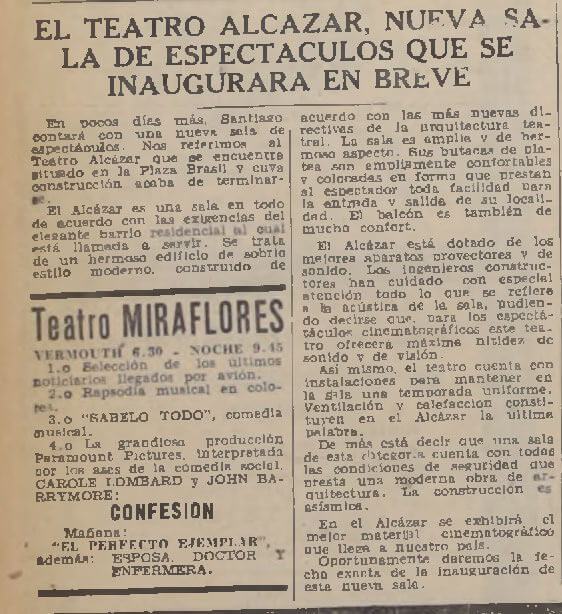 EL TEATRO ALCAZAR, NUEVA SA-
LA DE ESPECTACULOS QUE SE
INAUGURARA EN BREVE
En pocos días más, Santiago
contará con una nueva sala de
espectáculos. Nos referimos al
Teatro Alcázar que se encuentra
situado en la Plaza Brasil y cuya
construcción acaba de terminar-
se.
El Alcázar es una sala en todo
de acuerdo con las exigencias del
elegante barrio residencial al cual
está llamada a servir. Se trata
de un hermoso edificio de sobrio
estilo moderno, construído de
acuerdo con las más nuevas di-
rectivas de la arquitectura tea-
tral. La sala es amplia y de her-
moso aspecto. Sus butacas de pla-
tea son ampliamente confortables
y colocadas en forma que prestan
al espectador toda facilidad para
la entrada y salida de su locali-
dad. El balcón es también de
mucho confort.
El Alcázar está dotado de los
mejores aparatos proyectores y de
sonido. Los ingenieros construc-
tores han cuidado con especial
atención todo lo que se refiere
a la acústica de la sala, pudien-
do decirse que, para los espectá-
táculos cinematográficos este tea-
tro ofrecerá máxima nitidez de
sonido y de visión.
Así mismo, el teatro cuenta con
instalaciones para mantener en
la sala una temporada uniforme.
Ventilación y calefacción consti-
tuyen en el Alcázar la última
palabra.
De más está decir que una sala
de esta categoría cuenta con todas
las condiciones de seguridad que
presta una moderna obra de ar-
quitectura. La construcción es
asísmica.
En el Alcázar se exhibirá el
mejor material cinematográfico
que llega a nuestro país.
Oportunamente daremos la fe-
cha exacta de la inauguración de
esta nueva sala.
Teatro MIRAFLORES
VERMOUTH 6.30 - NOCHE 9.45
1.o Selección de los ultimos
noticiarios llegados por avión.
2.o Rapsodia musical en colo-
res.
3.o "SABELO TODO", comedia
musical.
4.o La grandiosa producción
Paramount Pictures, interpretada
por los ases de la comedia social,
CAROLE LOMBARD y JOHN BA-
RRYMORE:
CONFESIÓN
Mañana:
"EL PERFECTO EJEMPLAR",
además: ESPOSA, DOCTOR Y
ENFERMERA.